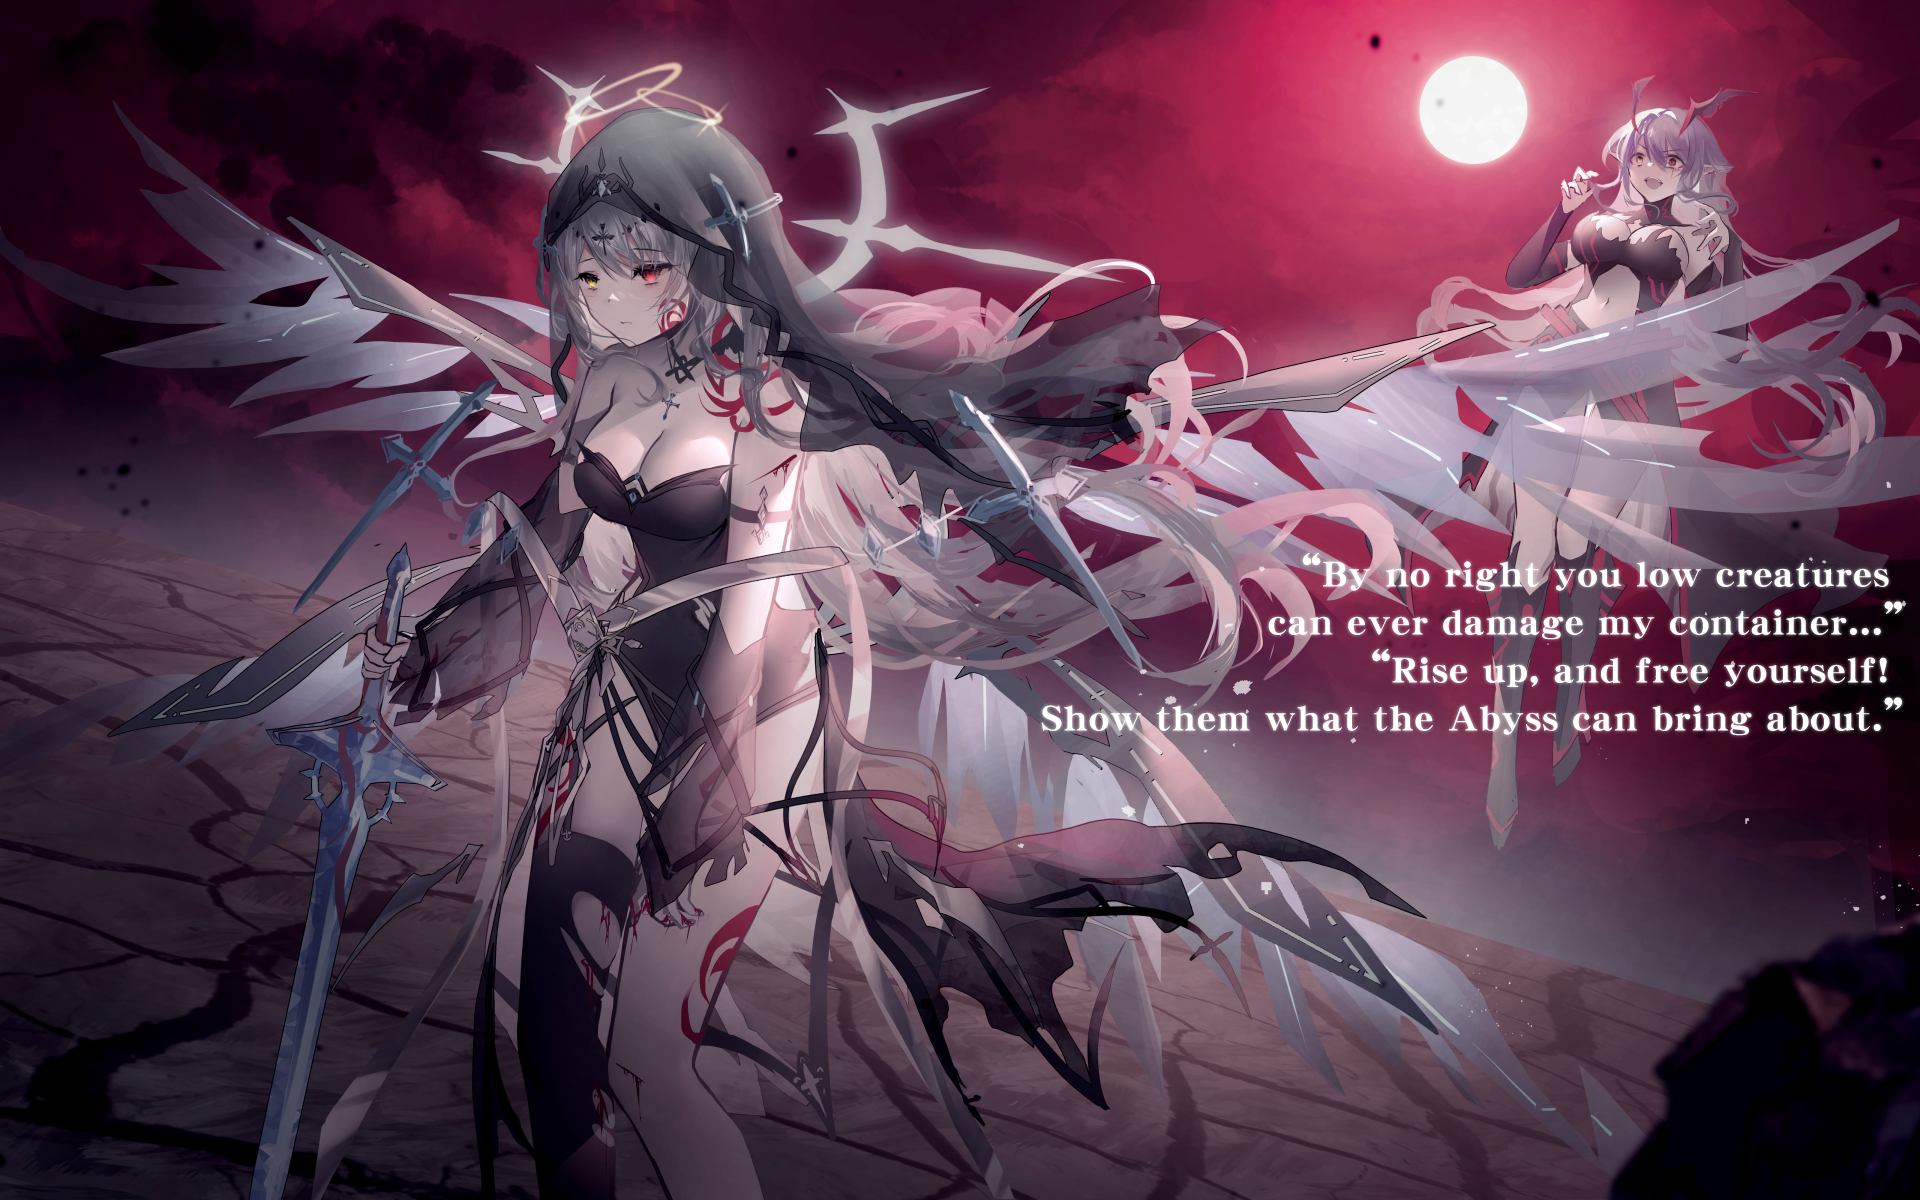 “By no right you low creatures
can ever damage my container...”
“Rise up, and free yourself!
Show them what the Abyss can bring about.”